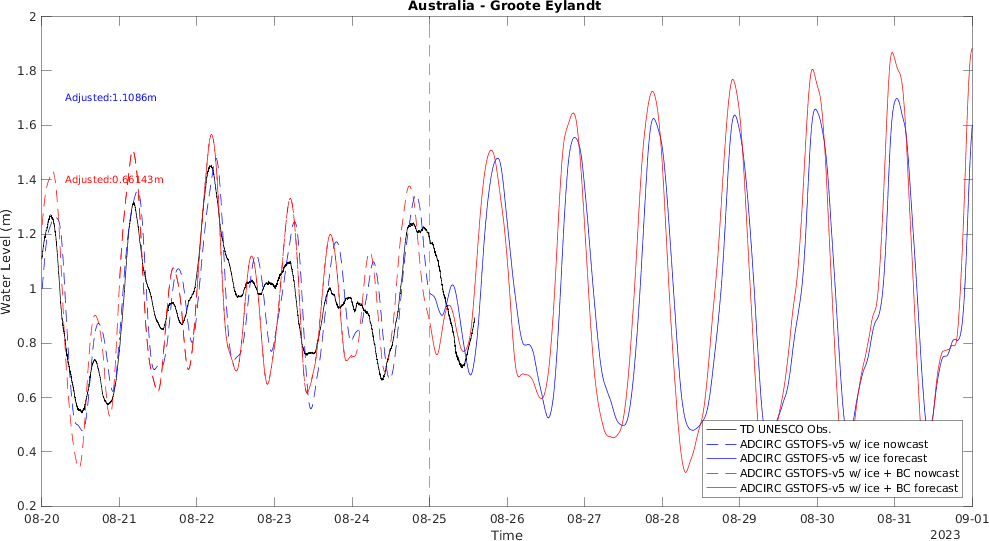 Australia - Groote Eylandt
2
1.8
Adjusted:1.1086m
1.6
1.4
Adjusted:0.66143m
1.2
Water Level (m)
1
0.8
0.6
0.4
0.2
TD UNESCO Obs.
ADCIRC GSTOFS-v5 w/ ice nowcast
ADCIRC GSTOFS-v5 w/ ice forecast
ADCIRC GSTOFS-v5 w/ ice + BC nowcast
ADCIRC GSTOFS-v5 w/ ice + BC forecast
08-20 08-21 08-22 08-23 08-24 08-25 08-26 08-27 08-28 08-29 08-30 08-31 09-01
Time
2023